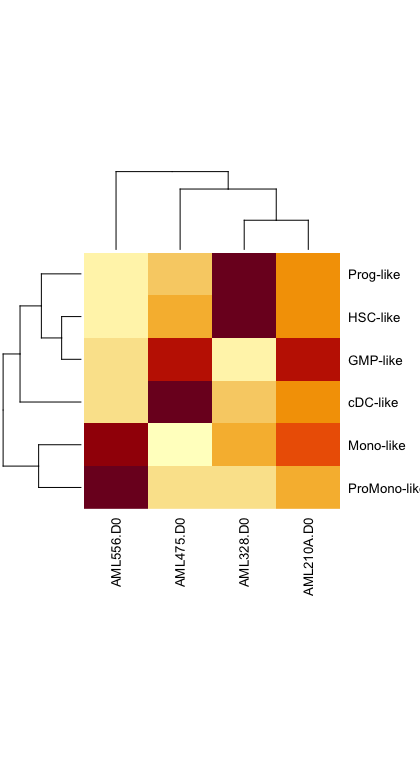 Prog-like
HSC-like
GMP-like
cDC-like
Mono-like
ProMono-lik
AML556.D0
AML475.D0
AML328.D0
AML210A.D0